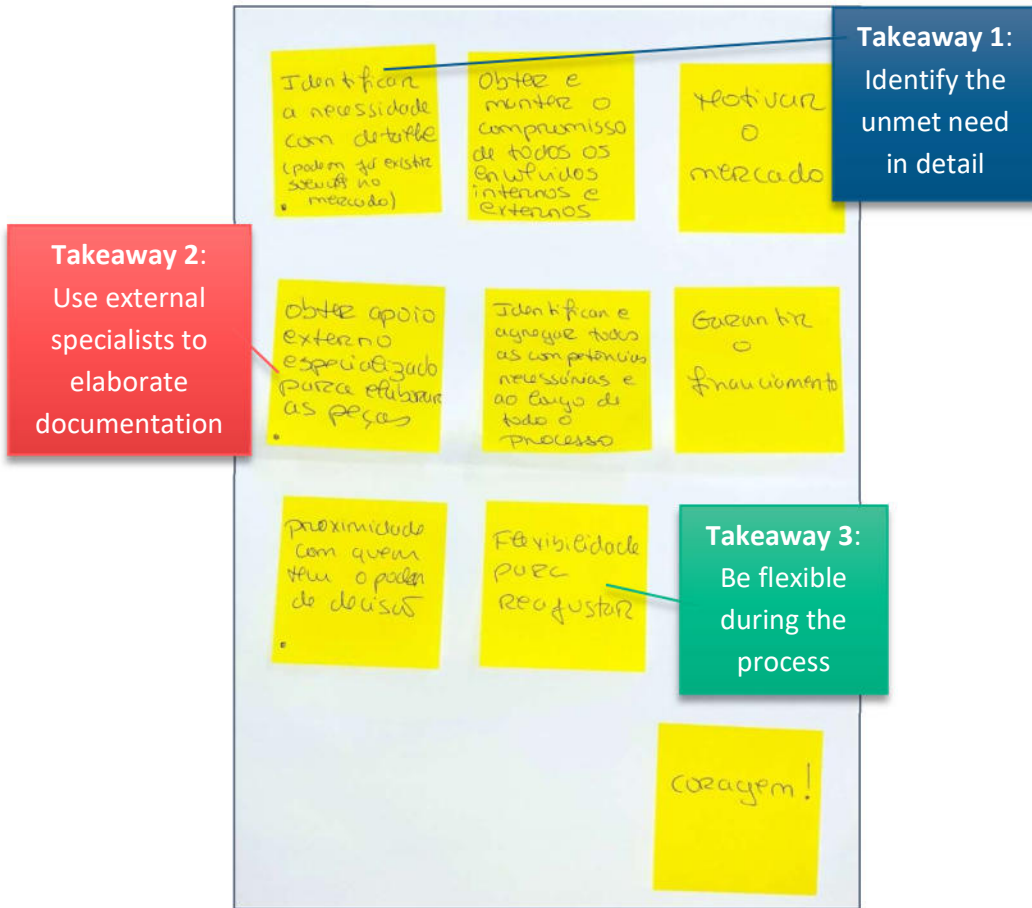 Takeaway 1:
Identify the
unmet need
in detail
Identificar
a necessidade
com detalhe
(podem já existir
no
mercado)
Obter e
manter o
compromisso
de todos os
envolvidos
internos e
externos
Motivar
o
mercado
Takeaway 2:
Use external
specialists to
elaborate
documentation
obter apoio
externo
especializado
para elaborar
as peças
Identificar e
agregar todas
as competências
necessárias e
ao longo de
todo o
processo
Garantir
o
financiamento
proximidade
com quem
tem o poder
de decisão
Flexibilidade
para
reajustar
Takeaway 3:
Be flexible
during the
process
coragem!